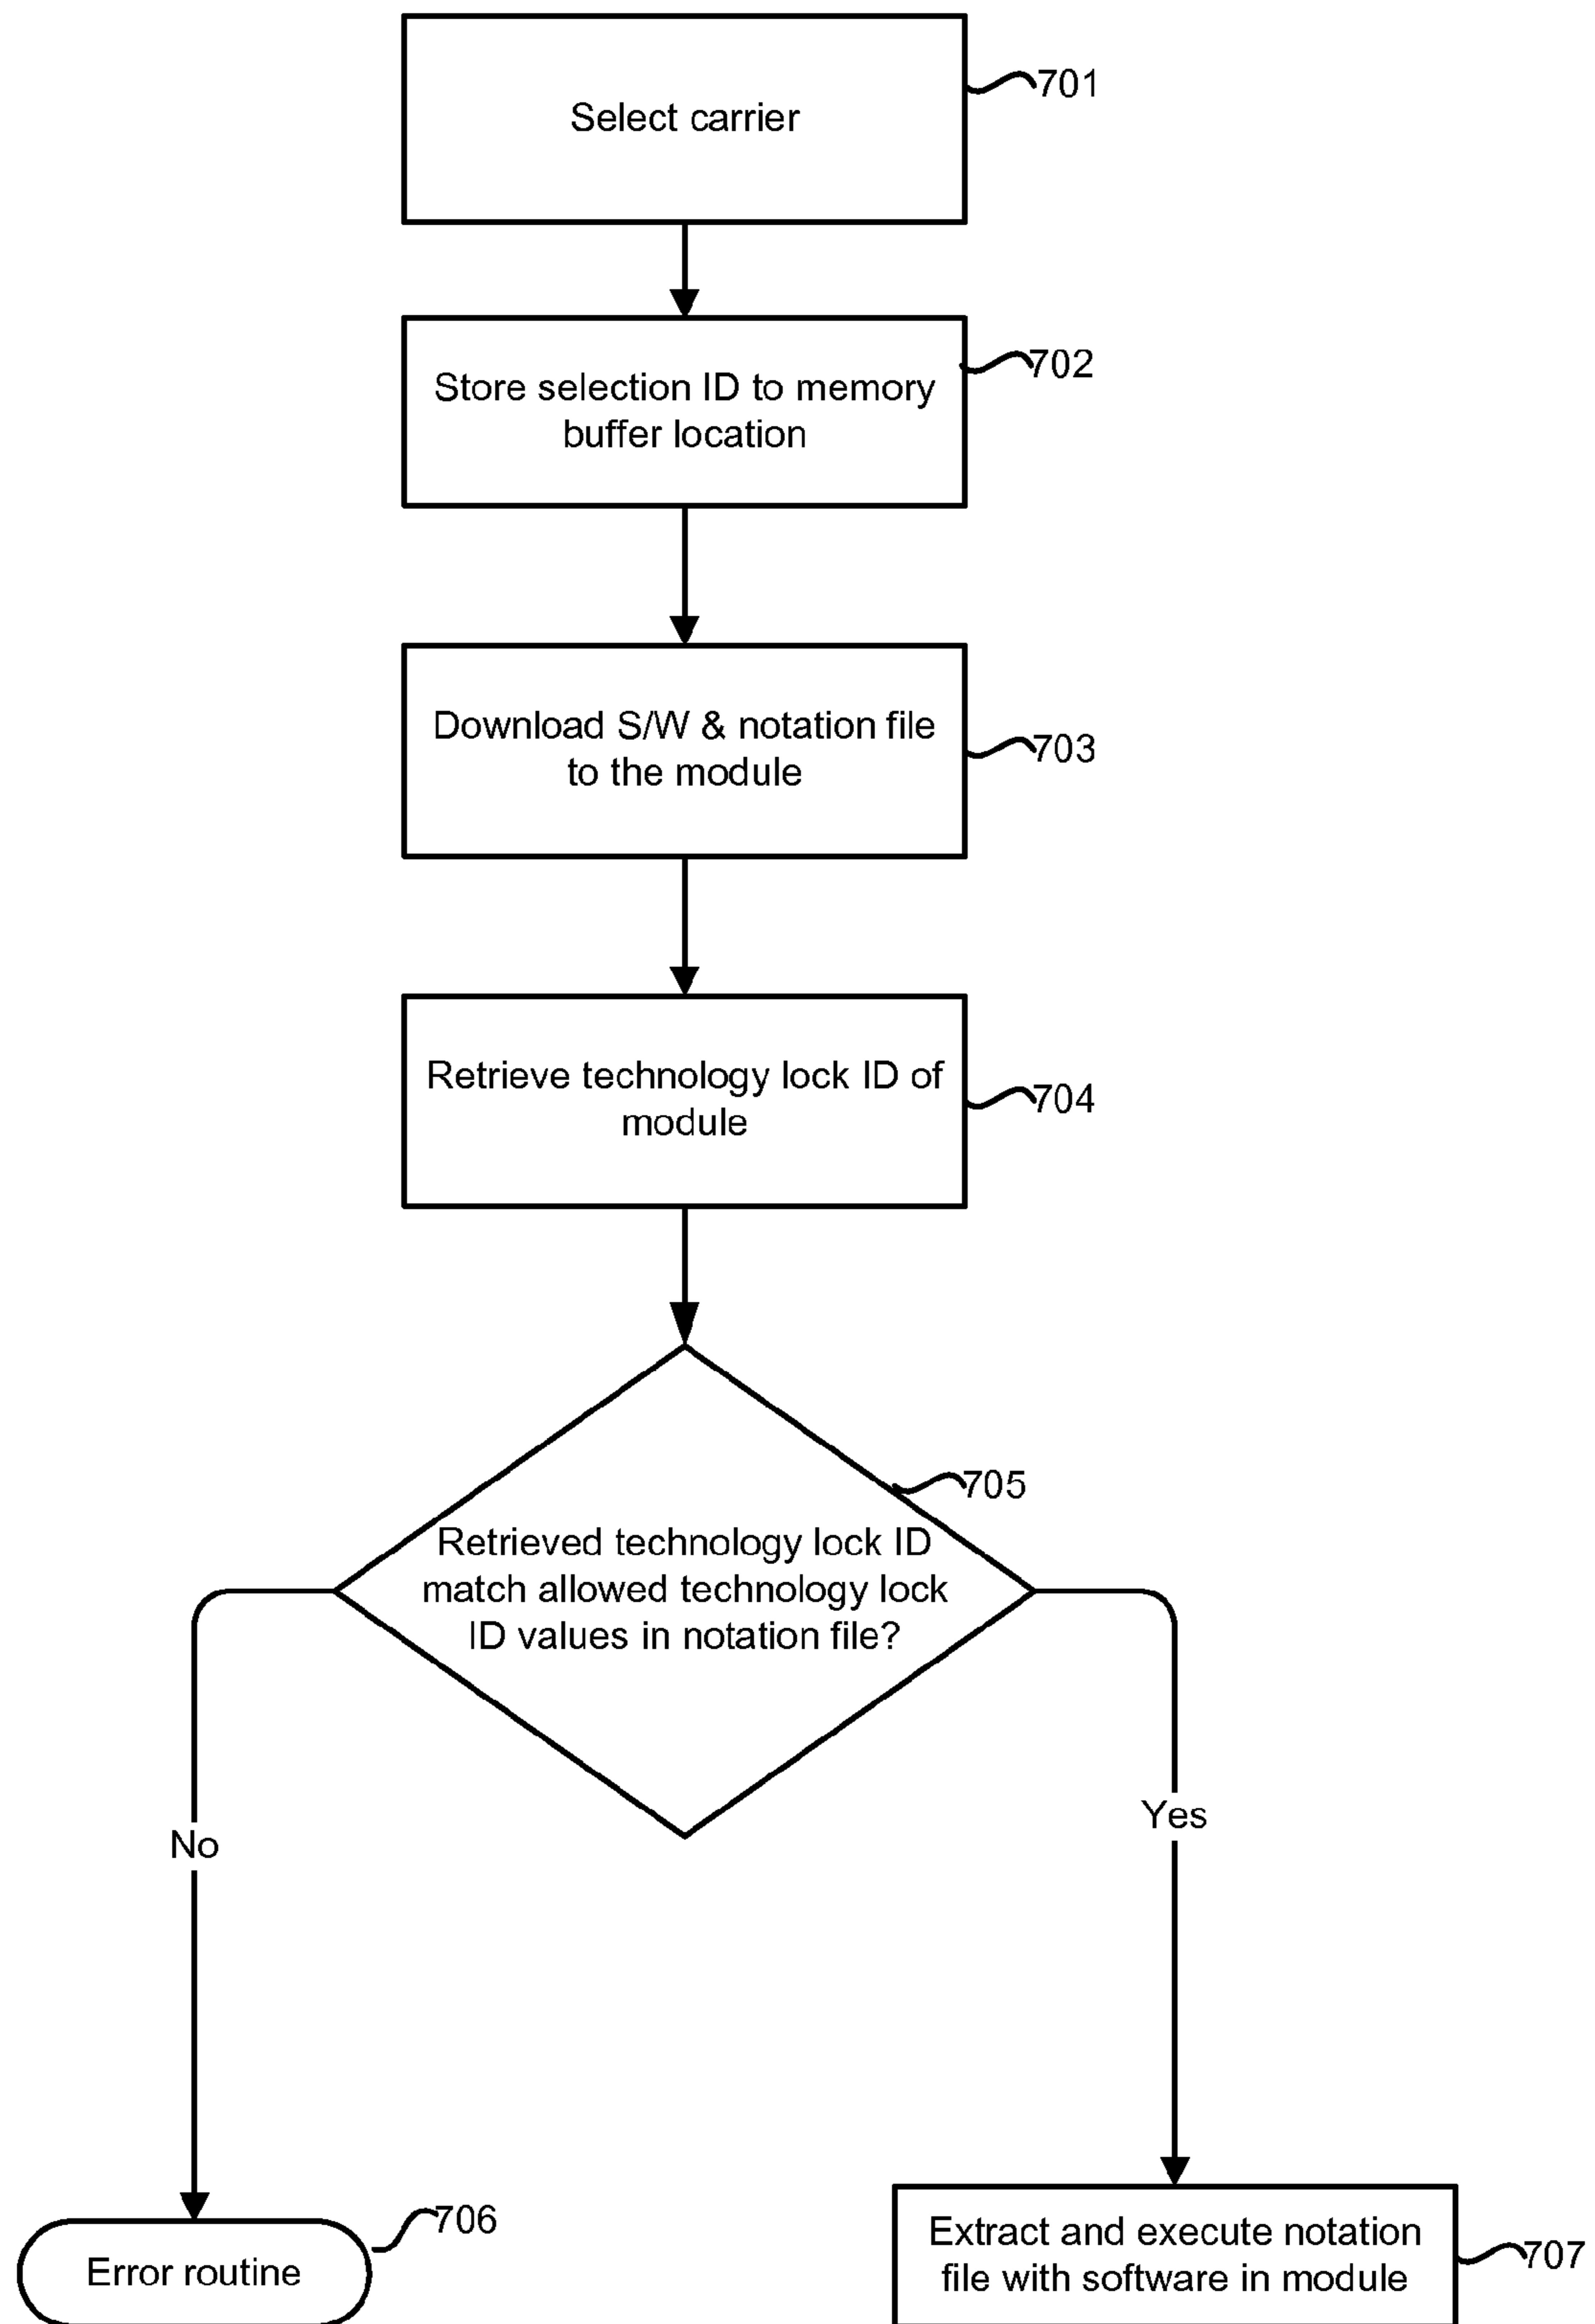 Select carrier
701
Store selection ID to memory
buffer location
702
Download S/W & notation file
to the module
703
Retrieve technology lock ID of
module
704
705
Retrieved technology lock ID
match allowed technology lock
ID values in notation file?
No
Yes
Error routine
706
Extract and execute notation
file with software in module
707